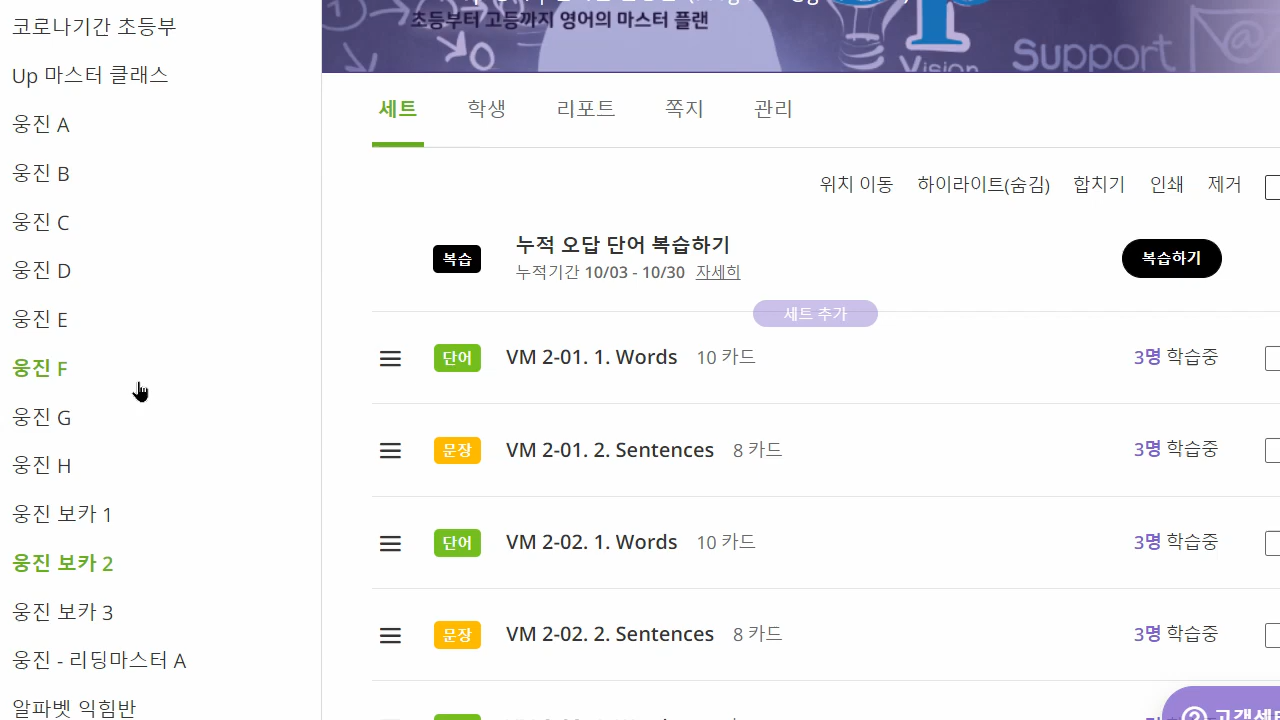 코로나기간 초등부
Up 마스터 클래스
웅진 A
웅진 B
웅진 C
웅진 D
웅진 E
웅진 F
웅진 G
웅진 H
웅진 보카 1
웅진 보카 2
웅진 보카 3
웅진 - 리딩마스터 A
알파벳 익힘반
초등부터 고등까지 영어의 마스터 플랜
Vision
Support
세트 학생 리포트 쪽지 관리
위치 이동 하이라이트(숨김) 합치기 인쇄 제거
복습 누적 오답 단어 복습하기
누적기간 10/03 - 10/30 자세히
복습하기
세트 추가
단어 VM 2-01. 1. Words 10 카드 3명 학습중
문장 VM 2-01. 2. Sentences 8 카드 3명 학습중
단어 VM 2-02. 1. Words 10 카드 3명 학습중
문장 VM 2-02. 2. Sentences 8 카드 3명 학습중